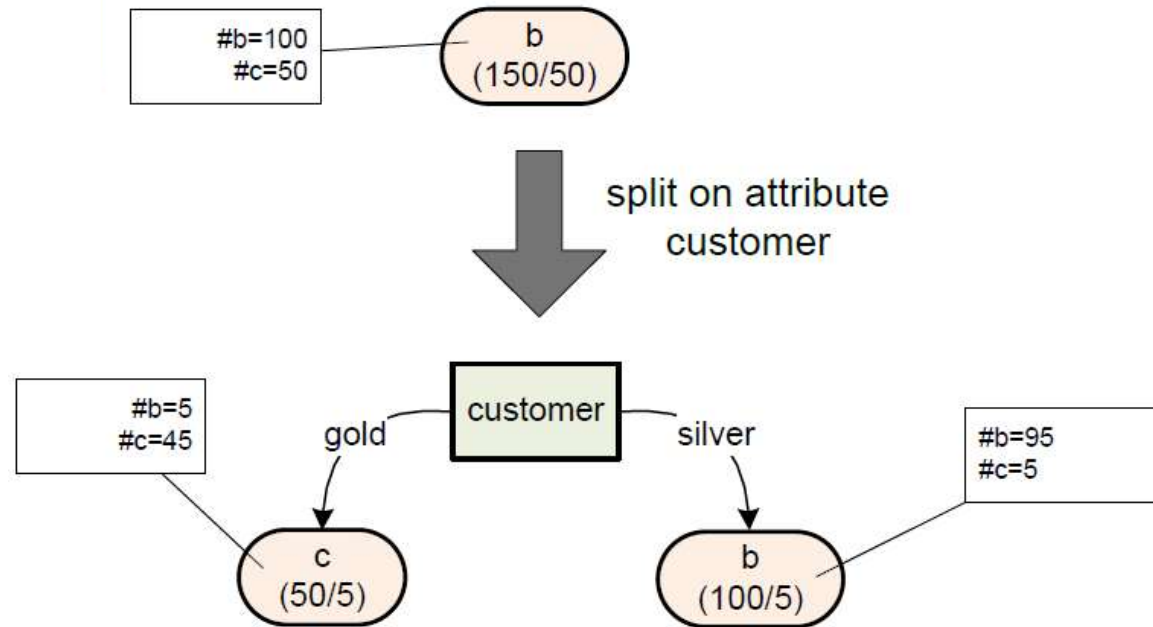 #b=100
#c=50
b
(150/50)
split on attribute
customer
#b=5
#c=45
gold
customer
silver
#b=95
#c=5
c
(50/5)
b
(100/5)